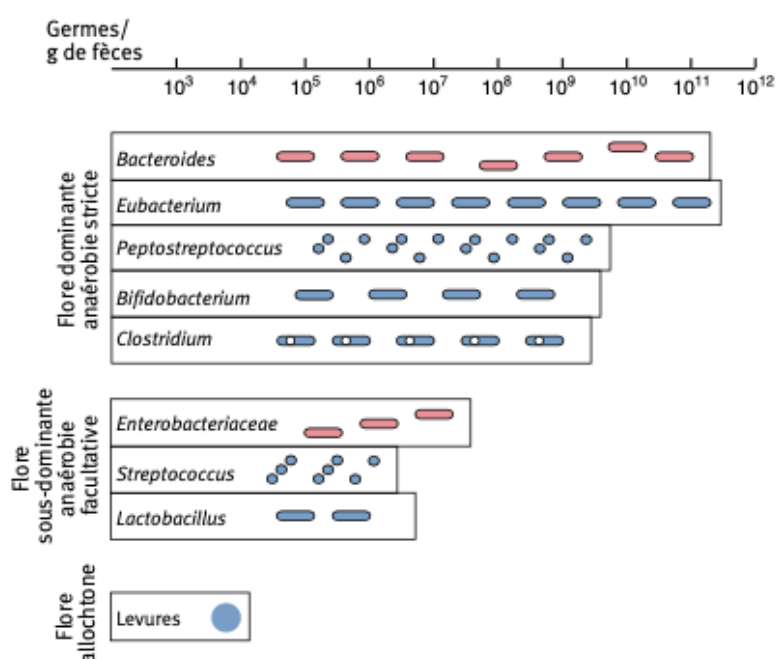 Germes/
g de fèces
10³ 10⁴ 10⁵ 10⁶ 10⁷ 10⁸ 10⁹ 10¹⁰ 10¹¹ 10¹²
Flore dominante
anaérobie stricte
Bacteroides
Eubacterium
Peptostreptococcus
Bifidobacterium
Clostridium
Flore
sous-dominante
anaérobie
facultative
Enterobacteriaceae
Streptococcus
Lactobacillus
Flore
allochtone
Levures